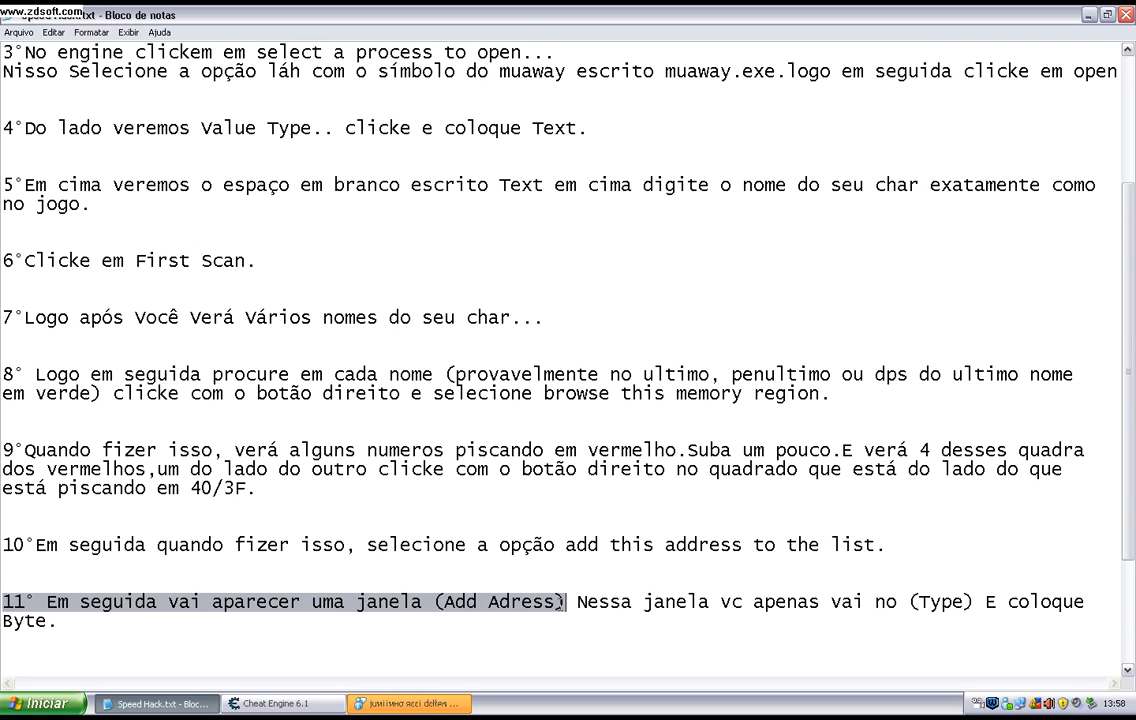 www.zdsoft.com
Speed Hack.txt - Bloco de notas
Arquivo Editar Formatar Exibir Ajuda
3°No engine clickem em select a process to open...
Nisso Selecione a opção láh com o símbolo do muaway escrito muaway.exe.logo em seguida clicke em open
4°Do lado veremos Value Type.. clicke e coloque Text.
5°Em cima veremos o espaço em branco escrito Text em cima digite o nome do seu char exatamente como
no jogo.
6°Clicke em First Scan.
7°Logo após Você Verá Vários nomes do seu char...
8° Logo em seguida procure em cada nome (provavelmente no ultimo, penultimo ou dps do ultimo nome
em verde) clicke com o botão direito e selecione browse this memory region.
9°Quando fizer isso, verá alguns numeros piscando em vermelho.Suba um pouco.E verá 4 desses quadra
dos vermelhos,um do lado do outro clicke com o botão direito no quadrado que está do lado do que
está piscando em 40/3F.
10°Em seguida quando fizer isso, selecione a opção add this address to the list.
11° Em seguida vai aparecer uma janela (Add Adress) Nessa janela vc apenas vai no (Type) E coloque
Byte.
Iniciar Speed Hack.txt - Bloc... Cheat Engine 6.1
13:58